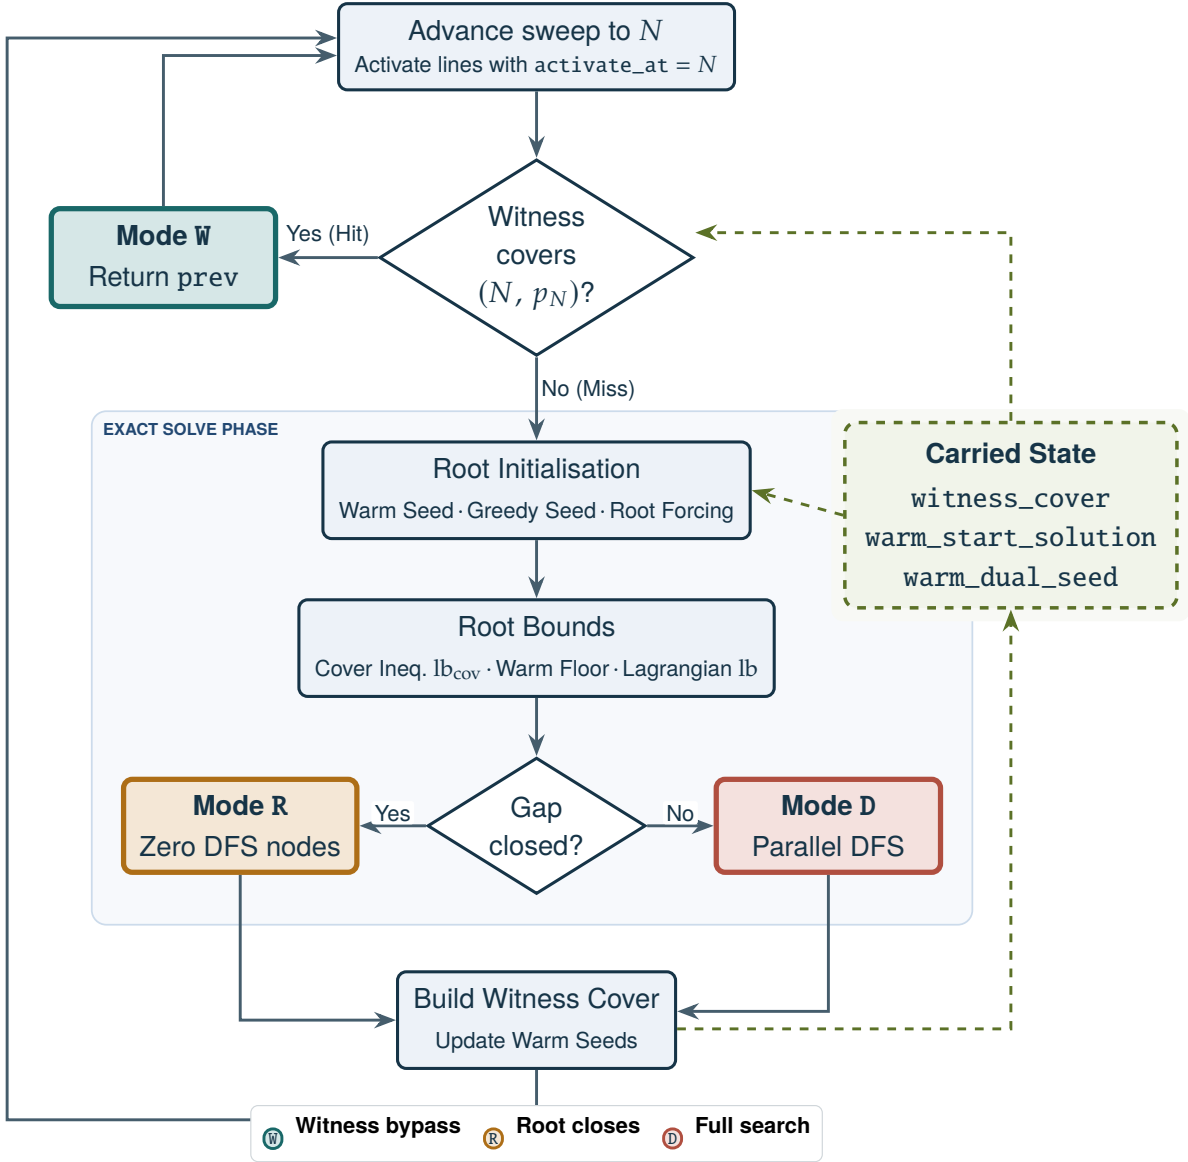 Advance sweep to N
Activate lines with activate_at = N
Witness
covers
(N, p_N)?
Yes (Hit)
Mode W
Return prev
No (Miss)
EXACT SOLVE PHASE
Root Initialisation
Warm Seed · Greedy Seed · Root Forcing
Carried State
witness_cover
warm_start_solution
warm_dual_seed
Root Bounds
Cover Ineq. lb_cov · Warm Floor · Lagrangian lb
Gap
closed?
Yes
No
Mode R
Zero DFS nodes
Mode D
Parallel DFS
Build Witness Cover
Update Warm Seeds
W Witness bypass R Root closes D Full search